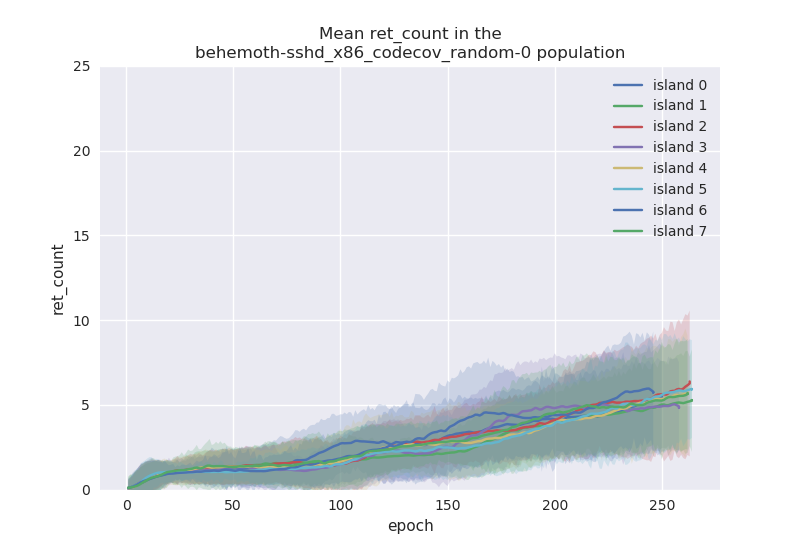 Mean ret_count in the
behemoth-sshd_x86_codecov_random-0 population
25
20
15
10
5
0
ret_count
0
50
100
150
200
250
epoch
island 0
island 1
island 2
island 3
island 4
island 5
island 6
island 7